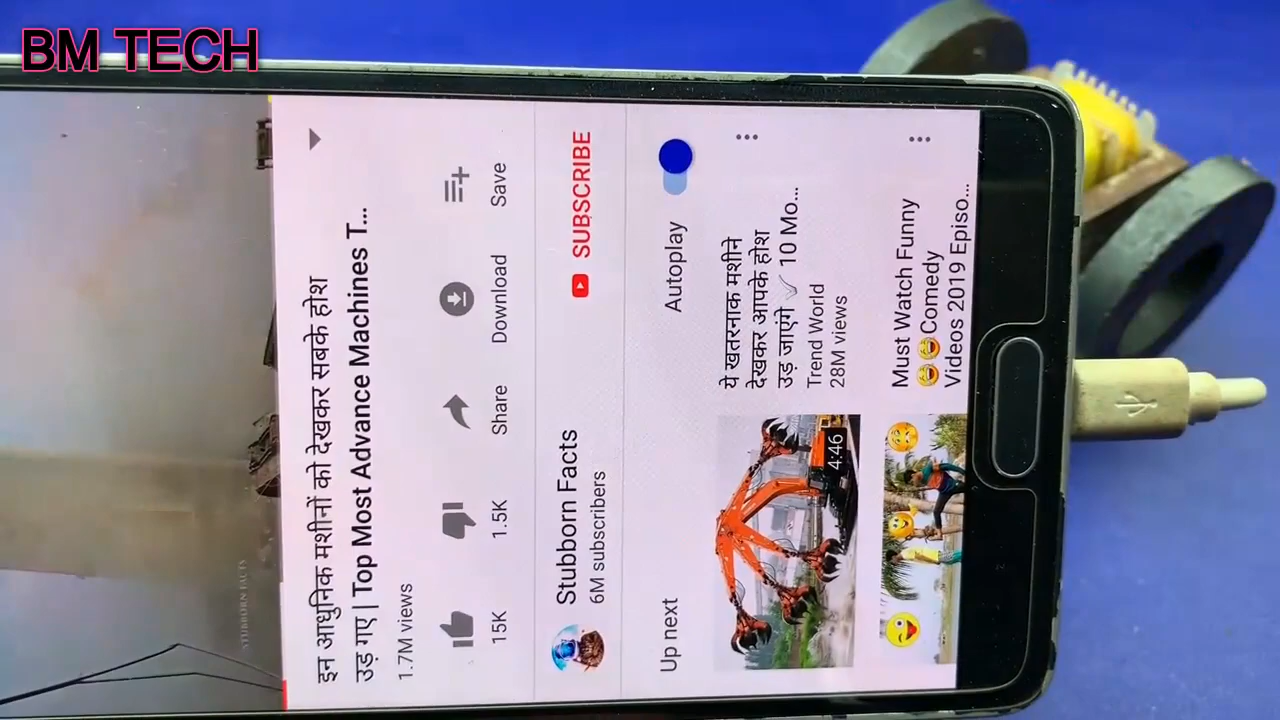 BM TECH
STUBBORN FACTS
इन आधुनिक मशीनों को देखकर सबके होश
उड़ गए | Top Most Advance Machines T...
1.7M views
15K
1.5K
Share
Download
Save
Stubborn Facts
6M subscribers
SUBSCRIBE
Up next
Autoplay
4:46
ये खतरनाक मशीने
देखकर आपके होश
उड़ जाएंगे ✓ 10 Mo...
Trend World
28M views
Must Watch Funny
😂😂Comedy
Videos 2019 Episo...